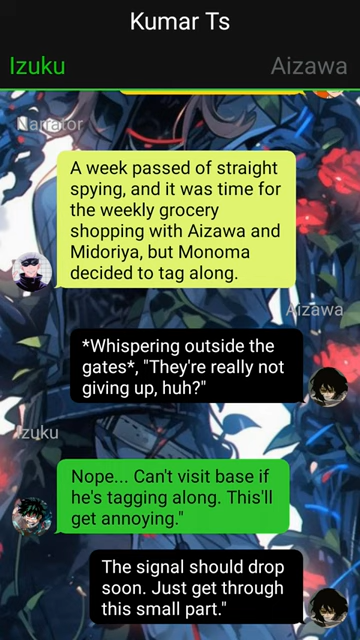 Kumar Ts
Izuku
Aizawa
Narrator
A week passed of straight
spying, and it was time for
the weekly grocery
shopping with Aizawa and
Midoriya, but Monoma
decided to tag along.
Aizawa
*Whispering outside the
gates*, "They're really not
giving up, huh?"
Izuku
Nope... Can't visit base if
he's tagging along. This'll
get annoying."
The signal should drop
soon. Just get through
this small part."